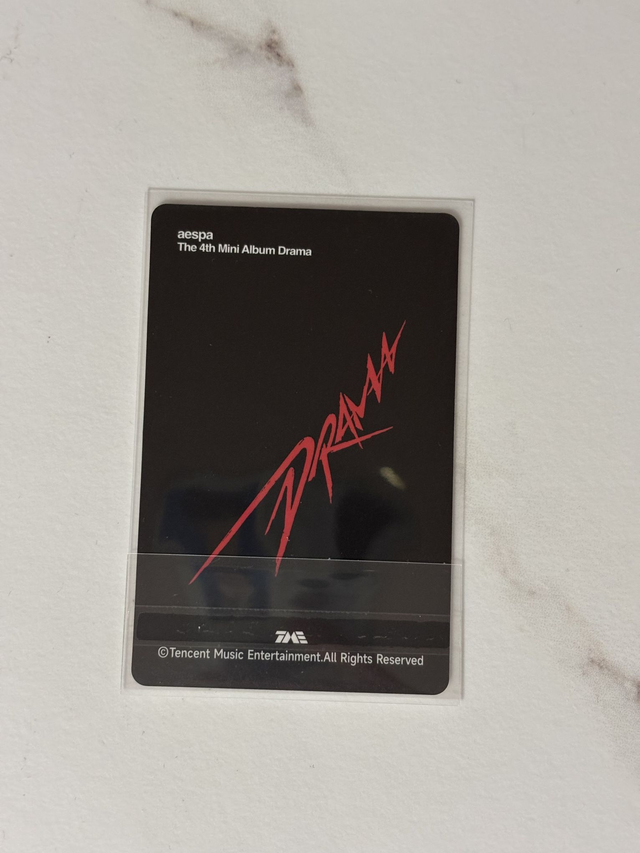 aespa
The 4th Mini Album Drama
DRAMA
TME
©Tencent Music Entertainment.All Rights Reserved